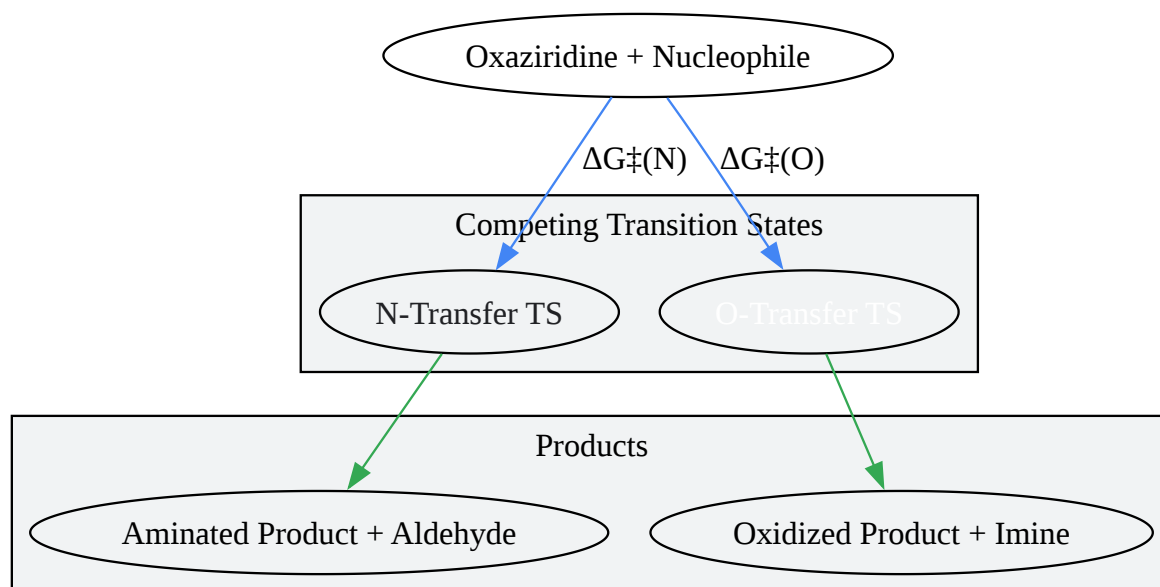 Oxaziridine + Nucleophile
ΔG‡(N)
ΔG‡(O)
Competing Transition States
N-Transfer TS
O-Transfer TS
Products
Aminated Product + Aldehyde
Oxidized Product + Imine